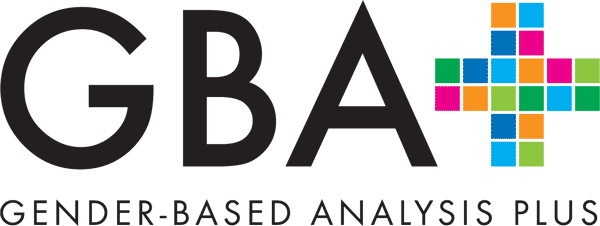 GBA+
GENDER-BASED ANALYSIS PLUS